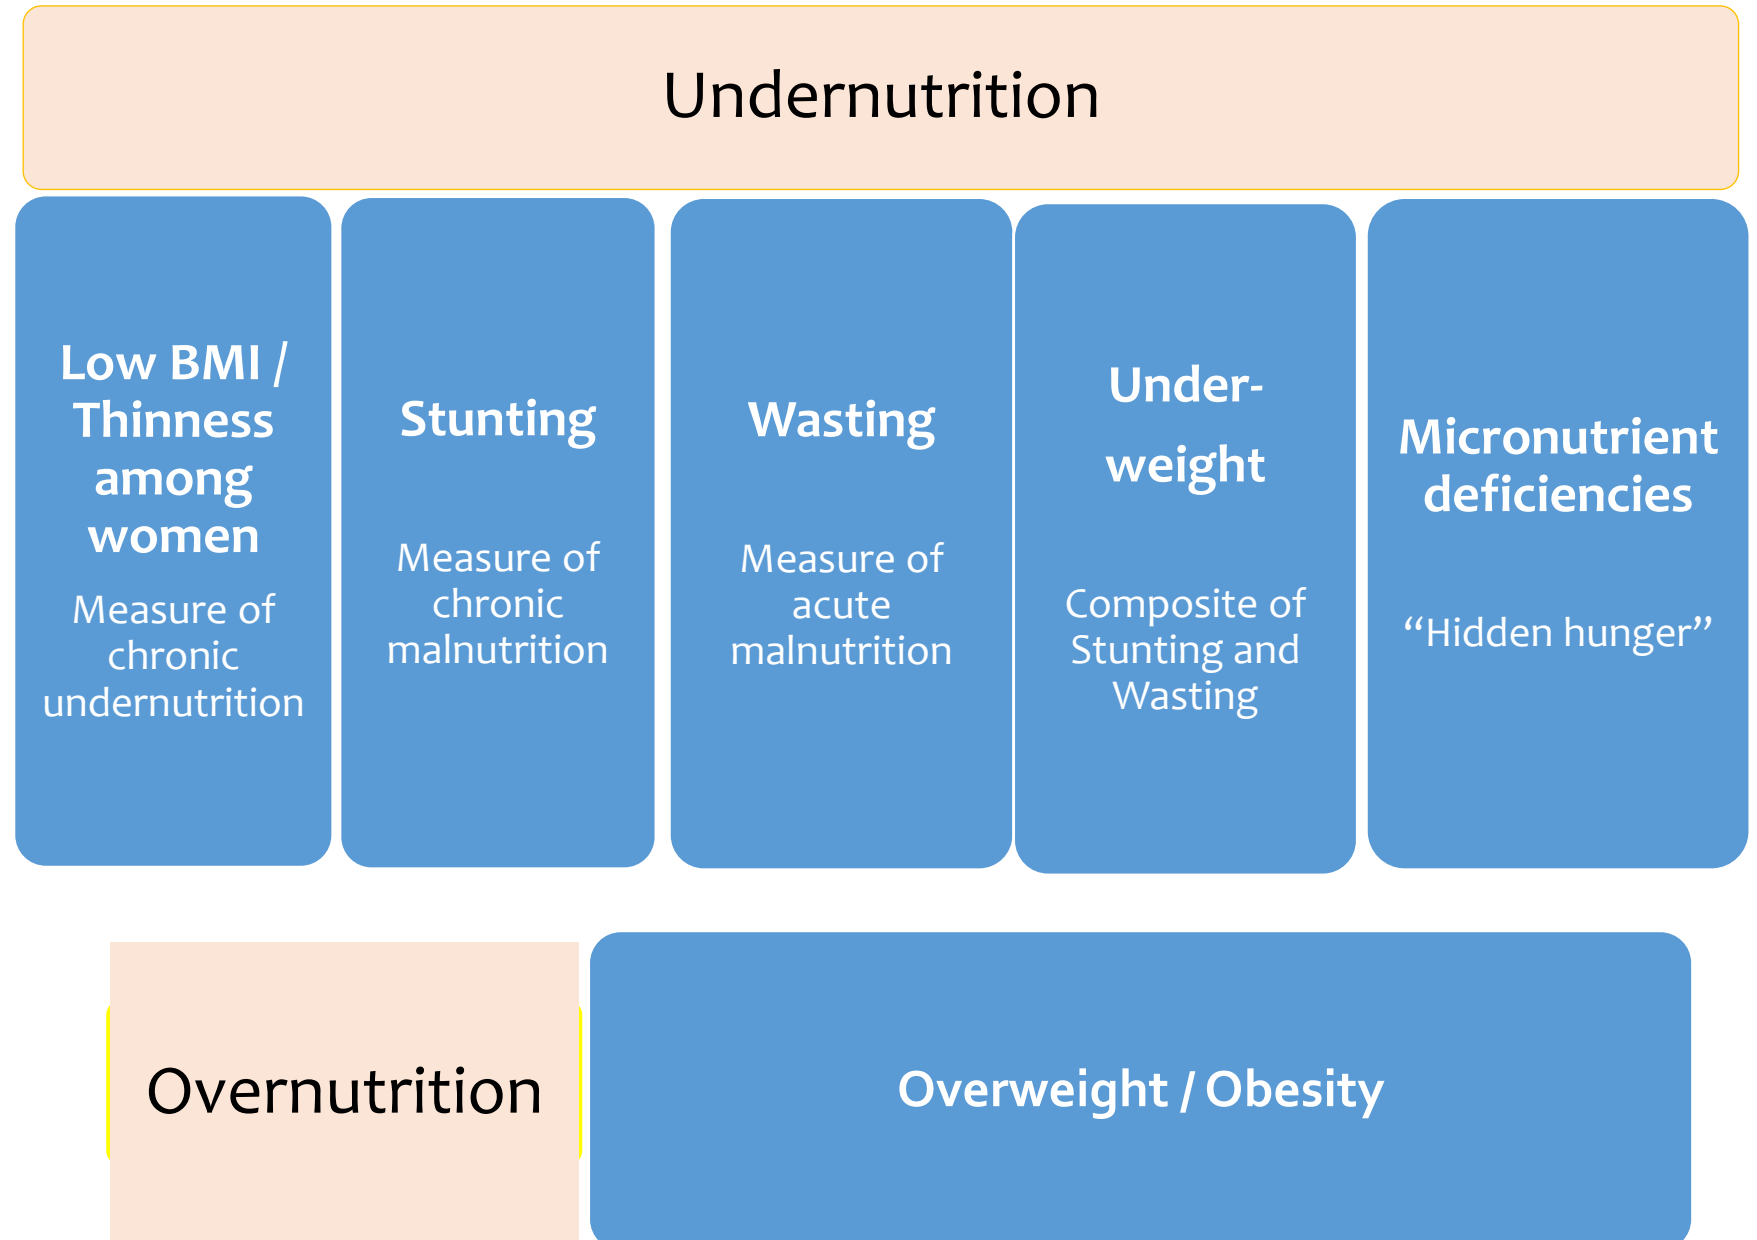 Undernutrition
Low BMI /
Thinness
among
women
Measure of
chronic
undernutrition
Stunting
Measure of
chronic
malnutrition
Wasting
Measure of
acute
malnutrition
Under-
weight
Composite of
Stunting and
Wasting
Micronutrient
deficiencies
“Hidden hunger”
Overnutrition
Overweight / Obesity